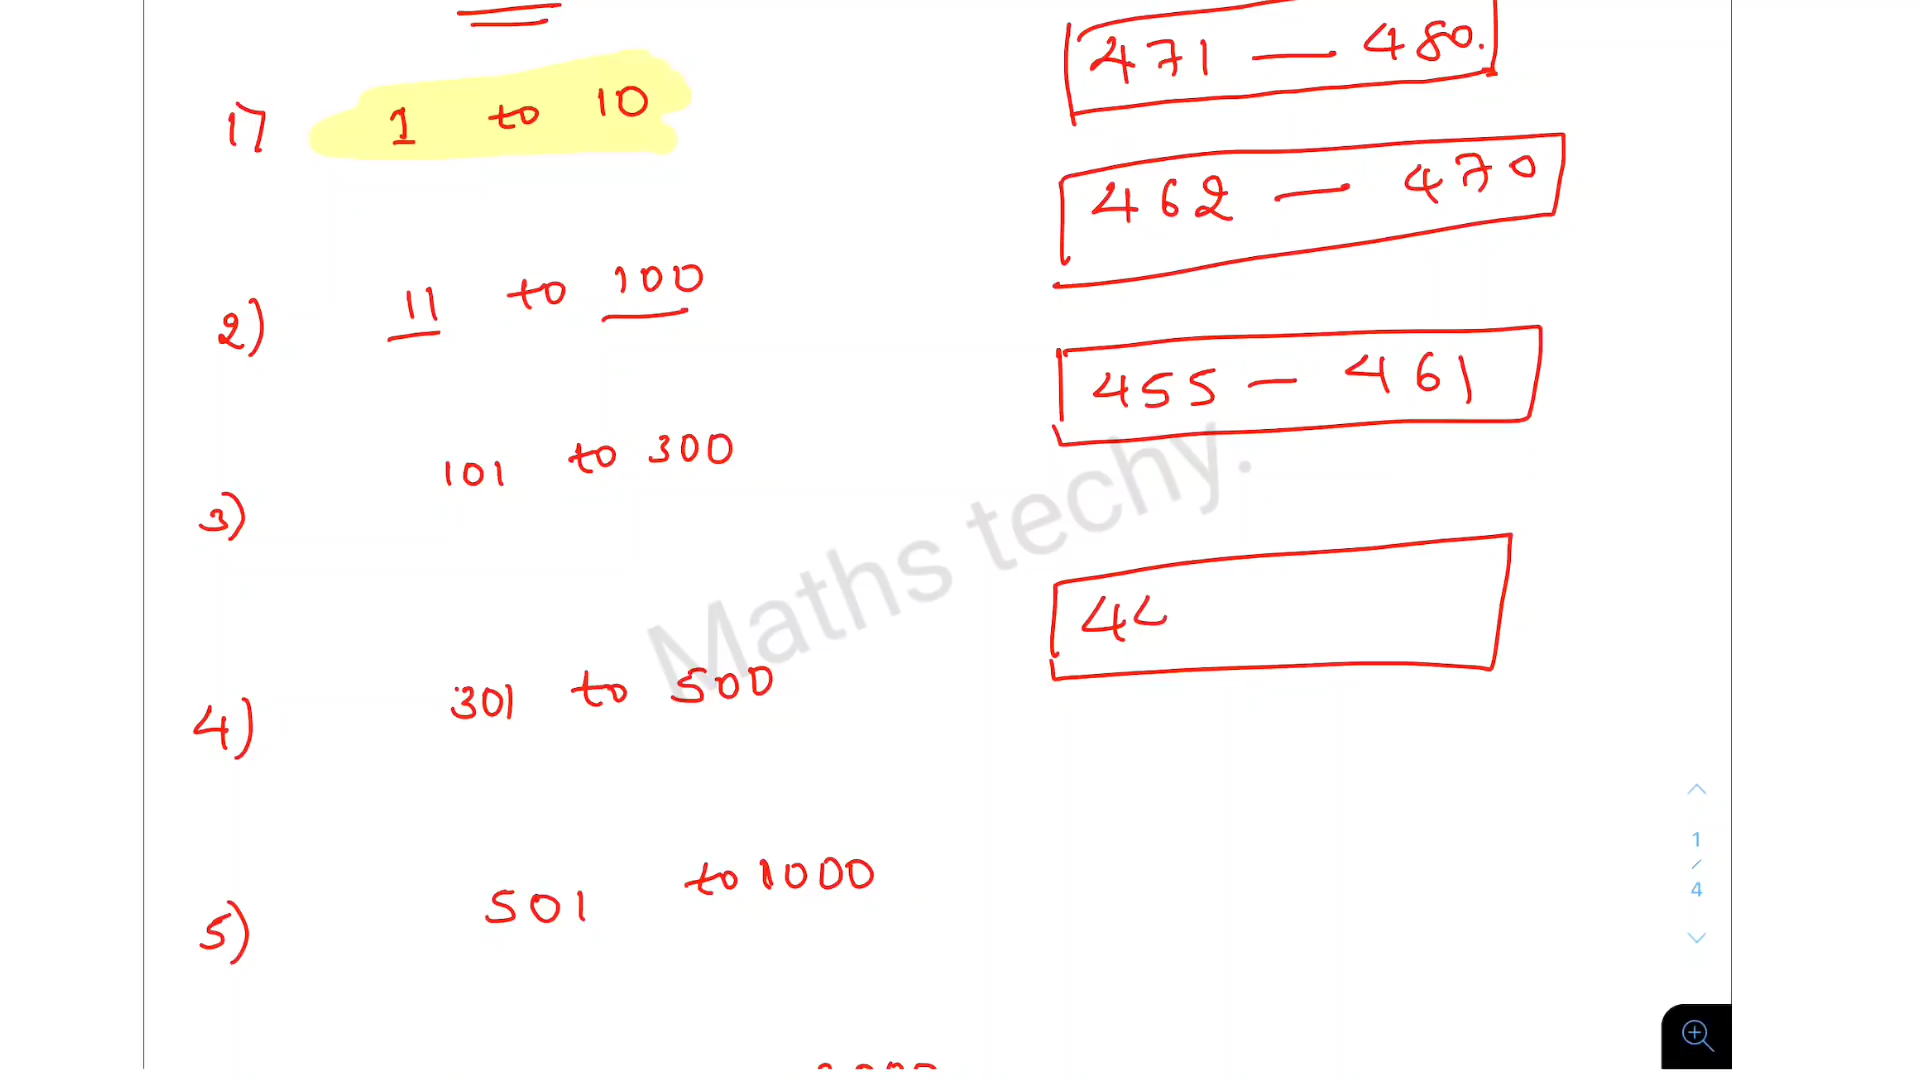 1) 1 to 10 471 — 480.
462 — 470
2) 11 to 100
455 — 461
3) 101 to 300
Maths techy.
44
4) 301 to 500
5) 501 to 1000
1
/
4